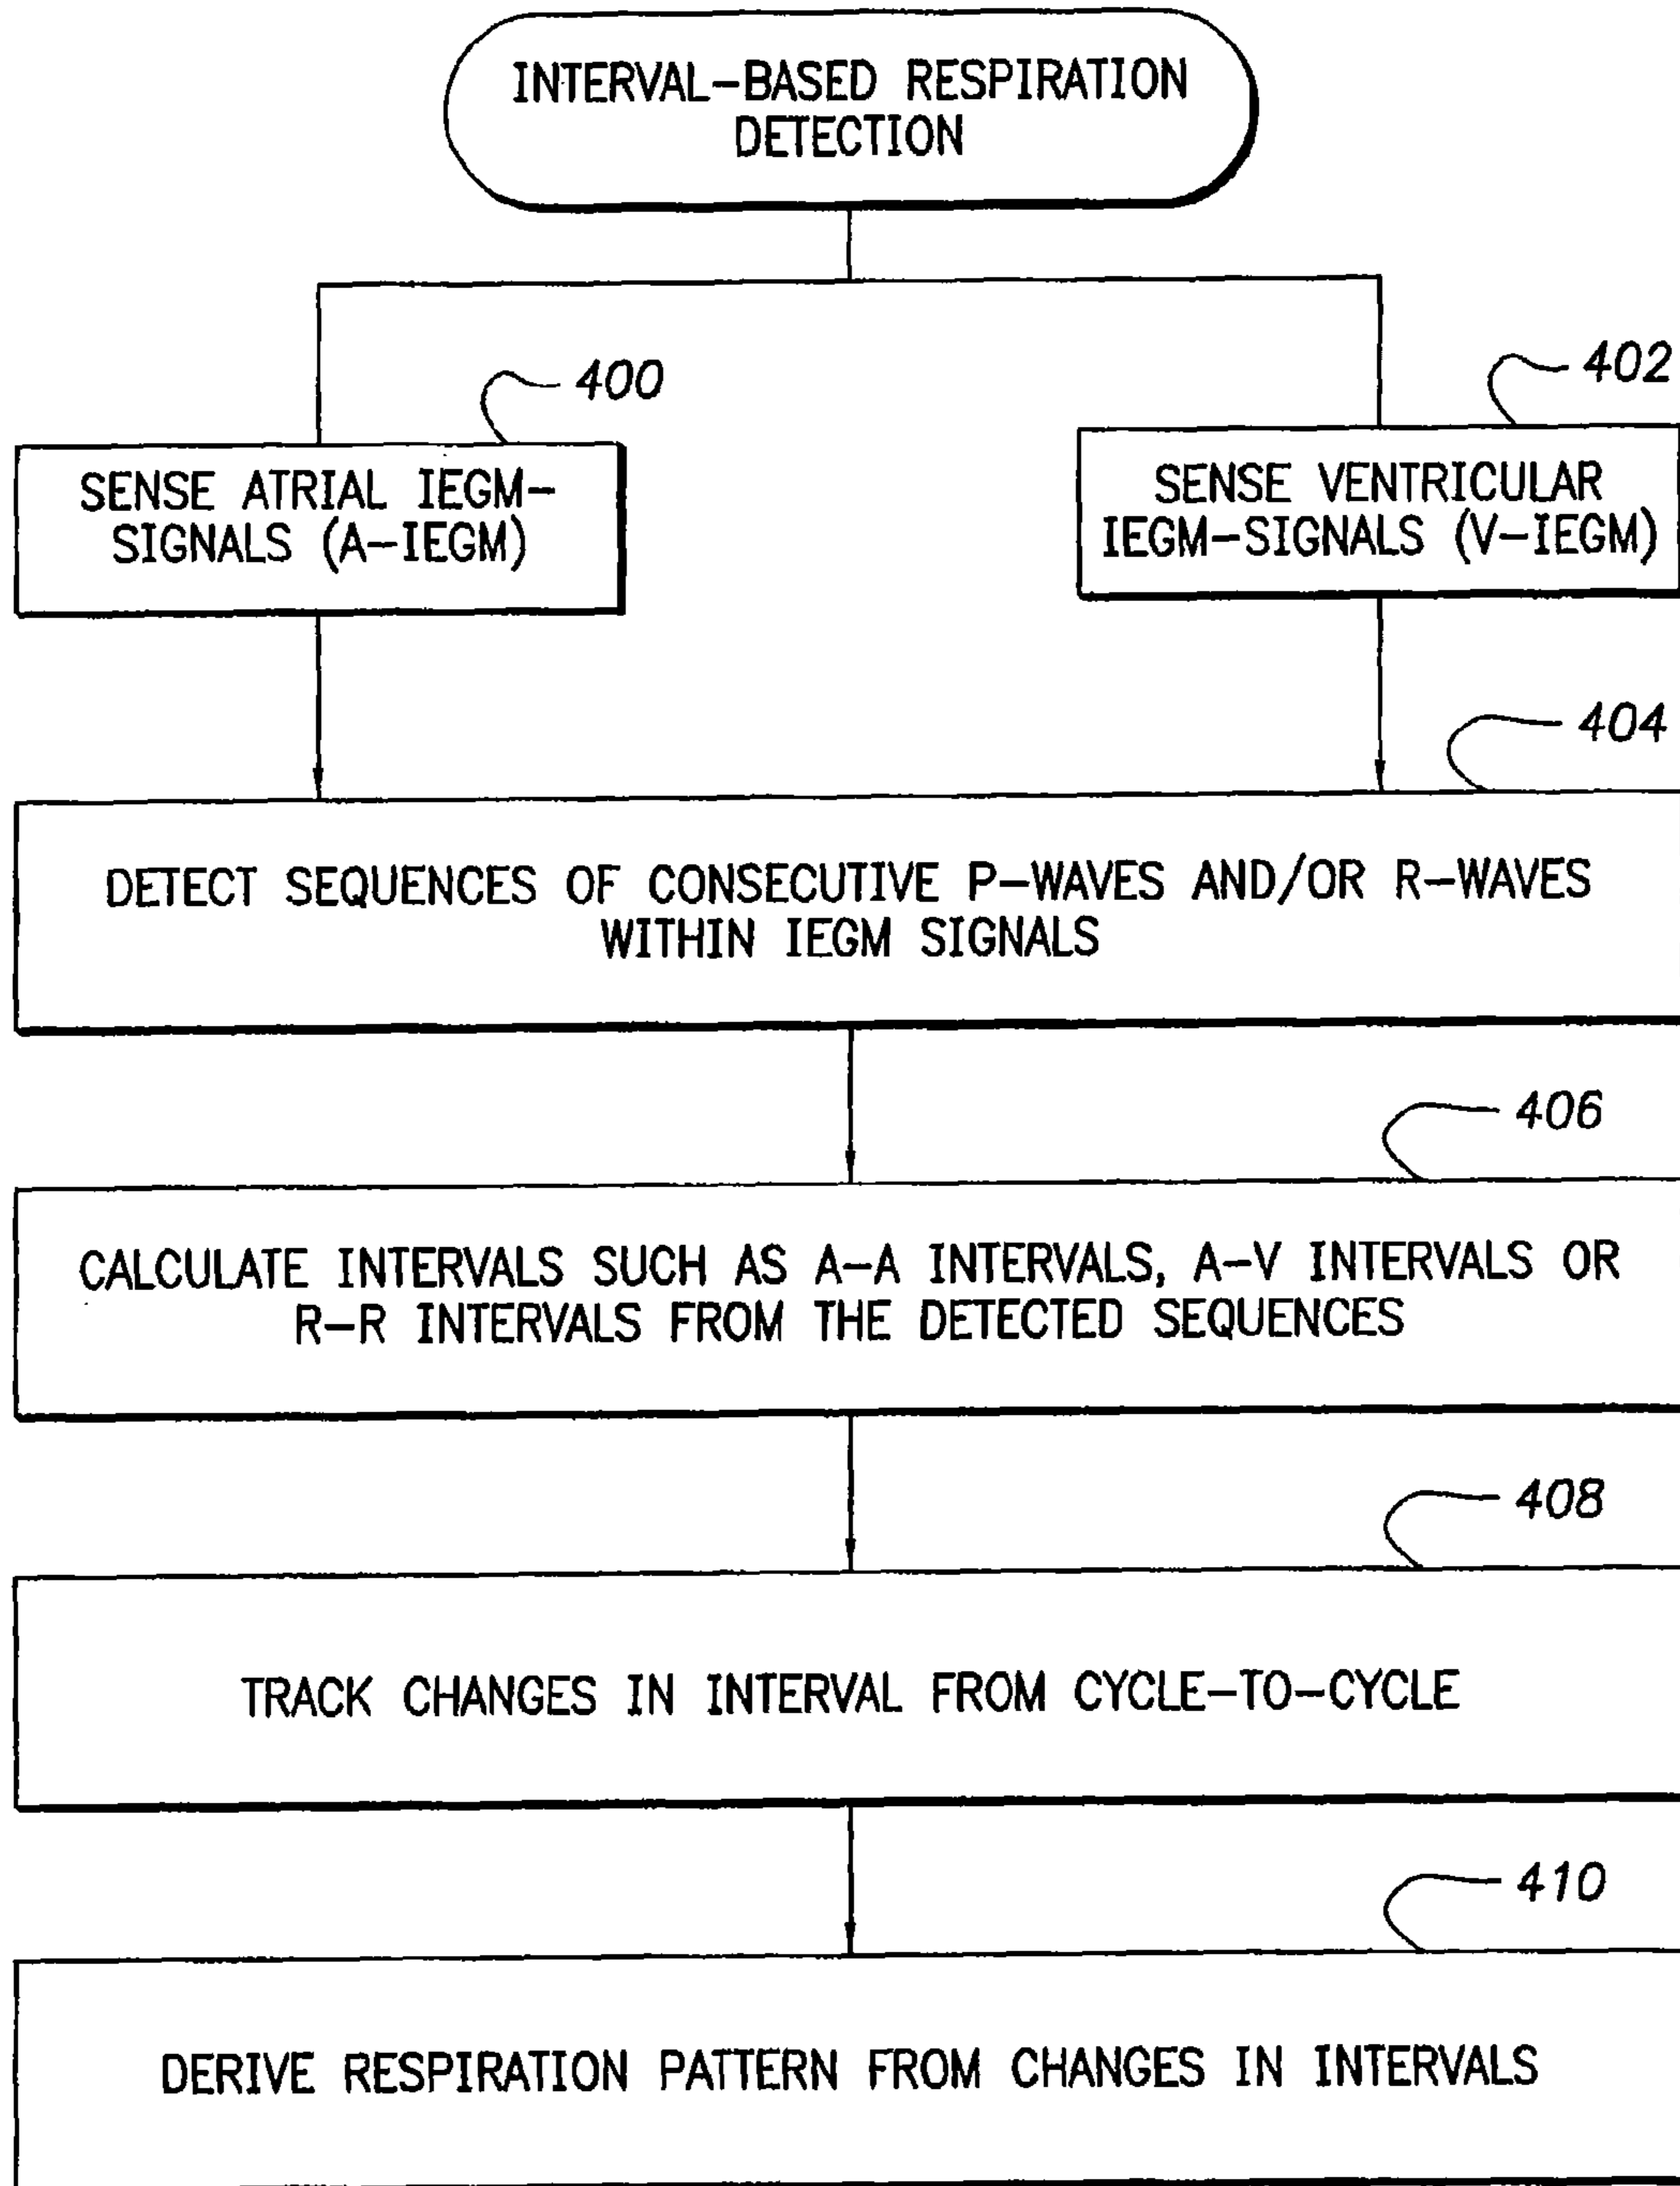 INTERVAL-BASED RESPIRATION
DETECTION
400
402
SENSE ATRIAL IEGM-
SIGNALS (A-IEGM)
SENSE VENTRICULAR
IEGM-SIGNALS (V-IEGM)
404
DETECT SEQUENCES OF CONSECUTIVE P-WAVES AND/OR R-WAVES
WITHIN IEGM SIGNALS
406
CALCULATE INTERVALS SUCH AS A-A INTERVALS, A-V INTERVALS OR
R-R INTERVALS FROM THE DETECTED SEQUENCES
408
TRACK CHANGES IN INTERVAL FROM CYCLE-TO-CYCLE
410
DERIVE RESPIRATION PATTERN FROM CHANGES IN INTERVALS